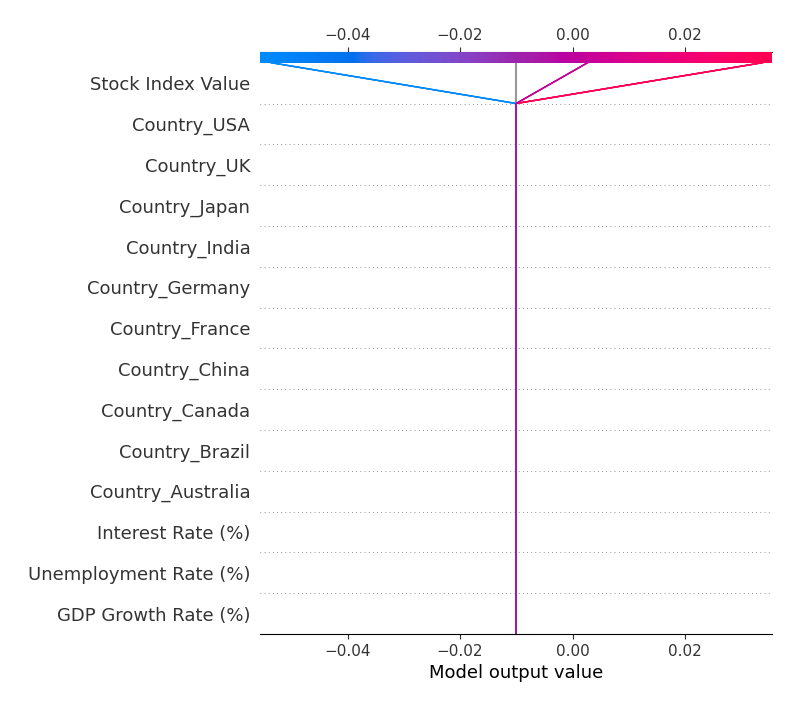 −0.04 −0.02 0.00 0.02
Stock Index Value
Country_USA
Country_UK
Country_Japan
Country_India
Country_Germany
Country_France
Country_China
Country_Canada
Country_Brazil
Country_Australia
Interest Rate (%)
Unemployment Rate (%)
GDP Growth Rate (%)
−0.04 −0.02 0.00 0.02
Model output value